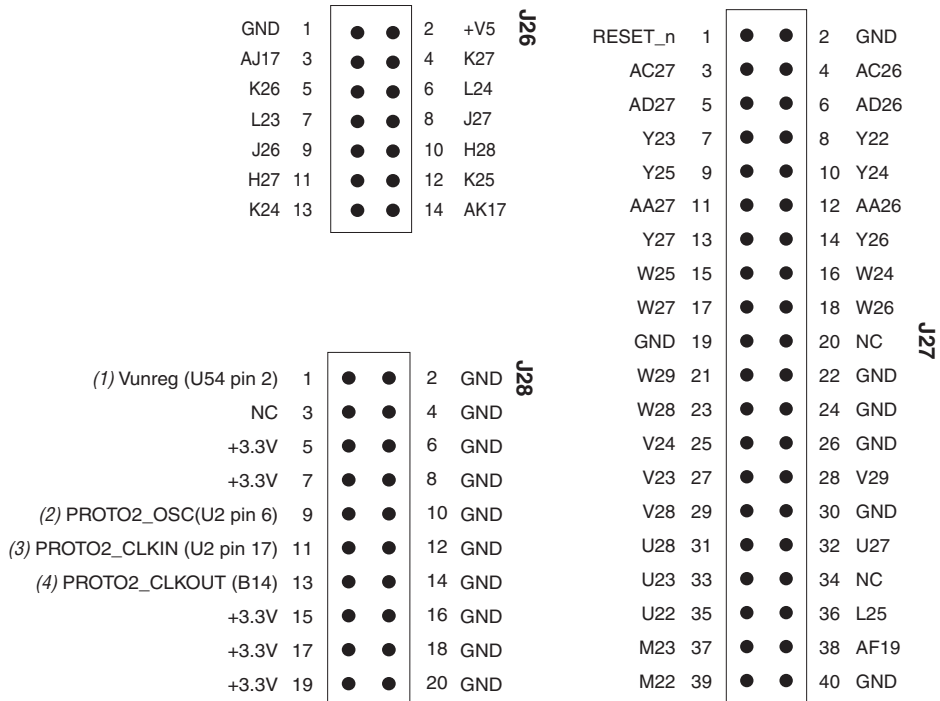 J26
GND 1 2 +V5
AJ17 3 4 K27
K26 5 6 L24
L23 7 8 J27
J26 9 10 H28
H27 11 12 K25
K24 13 14 AK17
J27
RESET_n 1 2 GND
AC27 3 4 AC26
AD27 5 6 AD26
Y23 7 8 Y22
Y25 9 10 Y24
AA27 11 12 AA26
Y27 13 14 Y26
W25 15 16 W24
W27 17 18 W26
GND 19 20 NC
W29 21 22 GND
W28 23 24 GND
V24 25 26 GND
V23 27 28 V29
V28 29 30 GND
U28 31 32 U27
U23 33 34 NC
U22 35 36 L25
M23 37 38 AF19
M22 39 40 GND
J28
(1) Vunreg (U54 pin 2) 1 2 GND
NC 3 4 GND
+3.3V 5 6 GND
+3.3V 7 8 GND
(2) PROTO2_OSC(U2 pin 6) 9 10 GND
(3) PROTO2_CLKIN (U2 pin 17) 11 12 GND
(4) PROTO2_CLKOUT (B14) 13 14 GND
+3.3V 15 16 GND
+3.3V 17 18 GND
+3.3V 19 20 GND